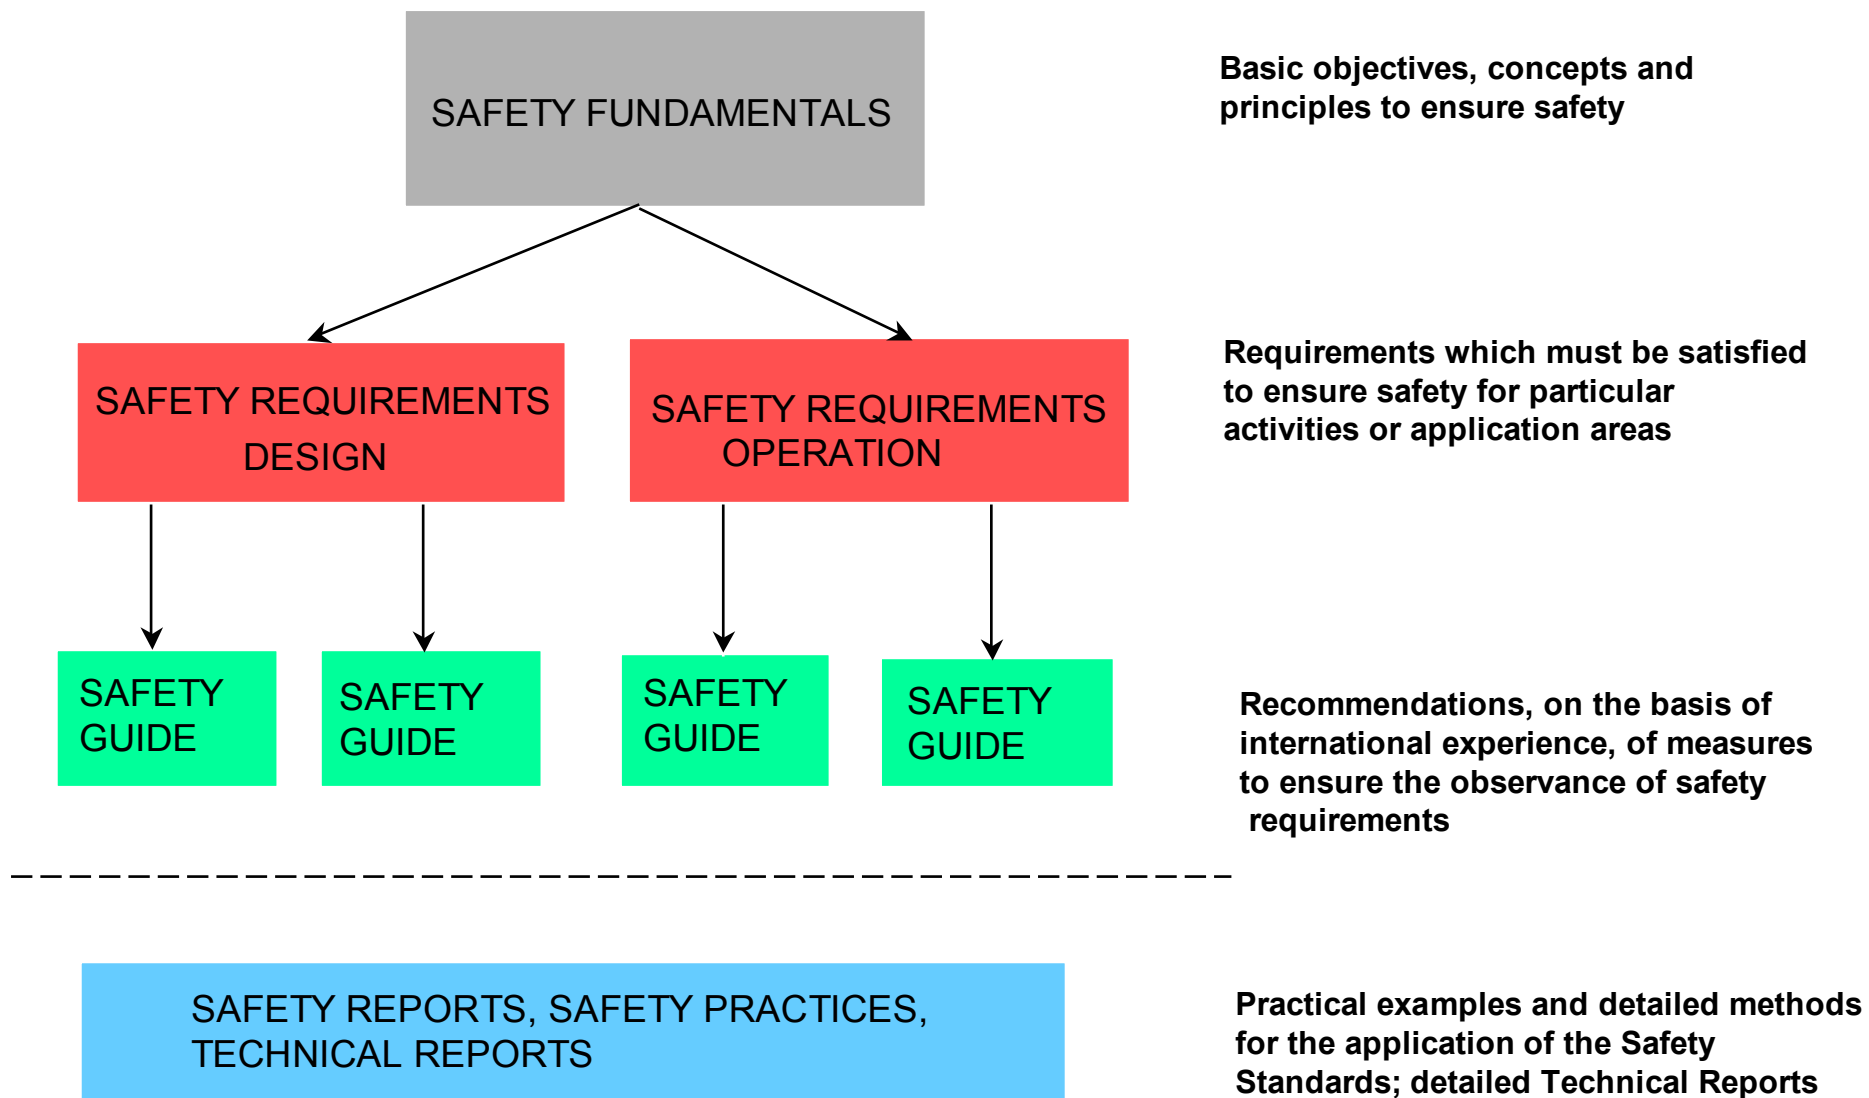 SAFETY FUNDAMENTALS
Basic objectives, concepts and
principles to ensure safety
SAFETY REQUIREMENTS
DESIGN
SAFETY REQUIREMENTS
OPERATION
Requirements which must be satisfied
to ensure safety for particular
activities or application areas
SAFETY
GUIDE
SAFETY
GUIDE
SAFETY
GUIDE
SAFETY
GUIDE
Recommendations, on the basis of
international experience, of measures
to ensure the observance of safety
requirements
SAFETY REPORTS, SAFETY PRACTICES,
TECHNICAL REPORTS
Practical examples and detailed methods
for the application of the Safety
Standards; detailed Technical Reports